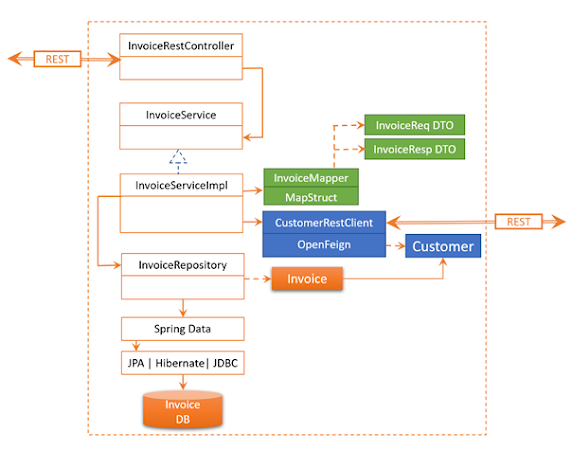 InvoiceRestController
REST
InvoiceService
InvoiceReq DTO
InvoiceResp DTO
InvoiceServiceImpl
InvoiceMapper
MapStruct
CustomerRestClient
REST
OpenFeign
Customer
InvoiceRepository
Invoice
Spring Data
JPA | Hibernate| JDBC
Invoice
DB